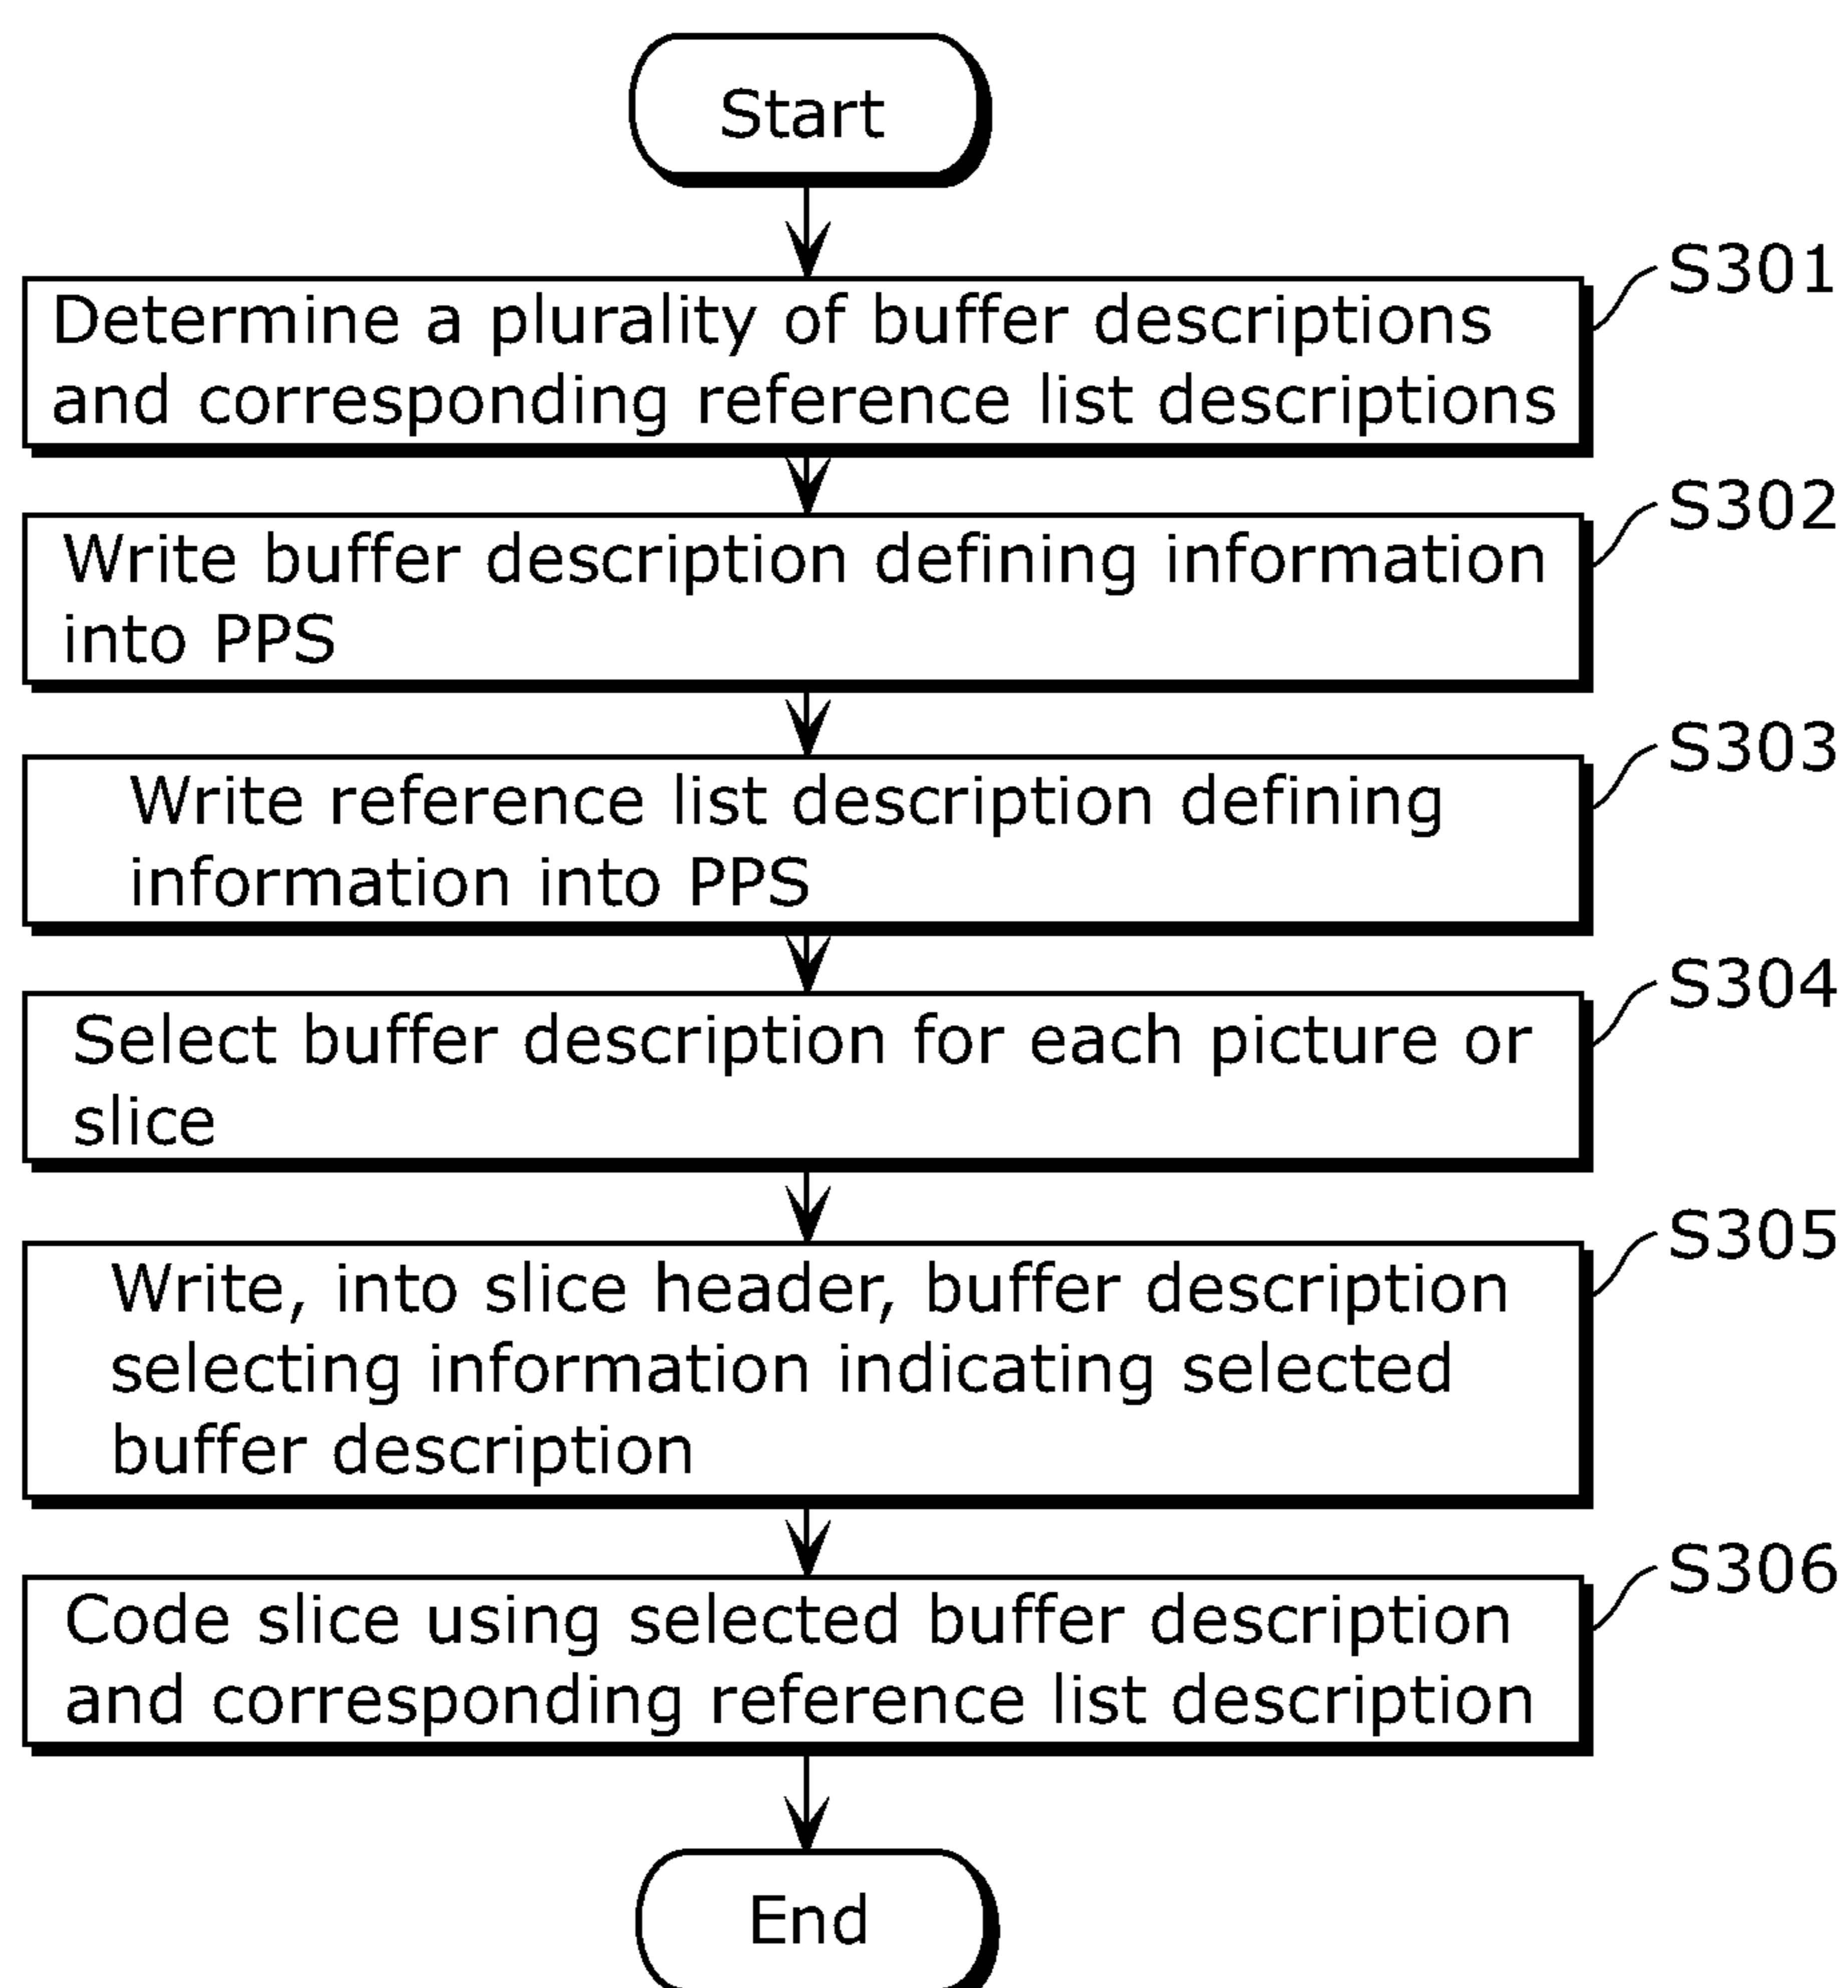 Start
S301
Determine a plurality of buffer descriptions
and corresponding reference list descriptions
S302
Write buffer description defining information
into PPS
S303
Write reference list description defining
information into PPS
S304
Select buffer description for each picture or
slice
S305
Write, into slice header, buffer description
selecting information indicating selected
buffer description
S306
Code slice using selected buffer description
and corresponding reference list description
End